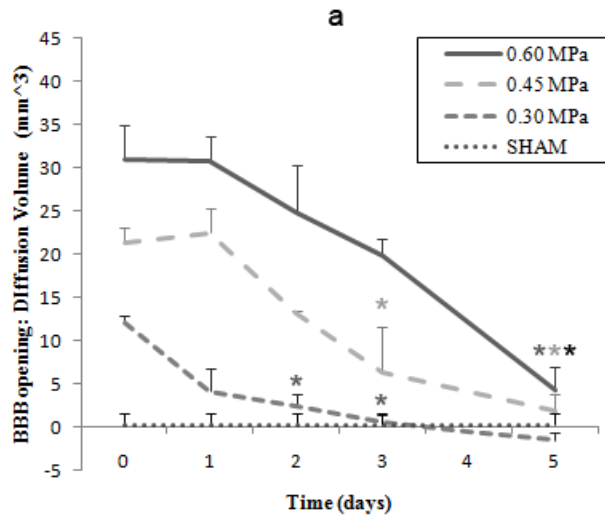 a
45
40
35
30
25
20
15
10
5
0
-5
BBB opening: DIffusion Volume (mm^3)
0.60 MPa
0.45 MPa
0.30 MPa
SHAM
*
*
*
***
0 1 2 3 4 5
Time (days)